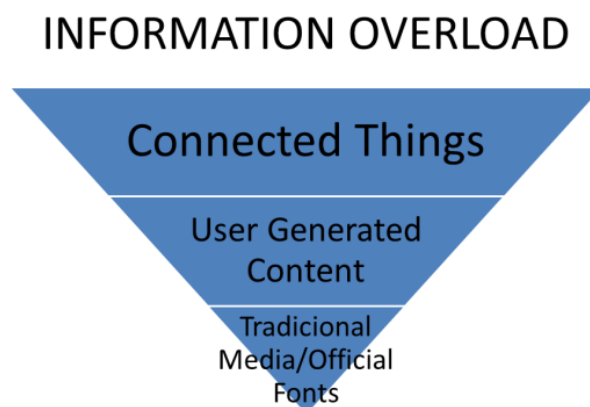 INFORMATION OVERLOAD
Connected Things
User Generated
Content
Tradicional
Media/Official
Fonts